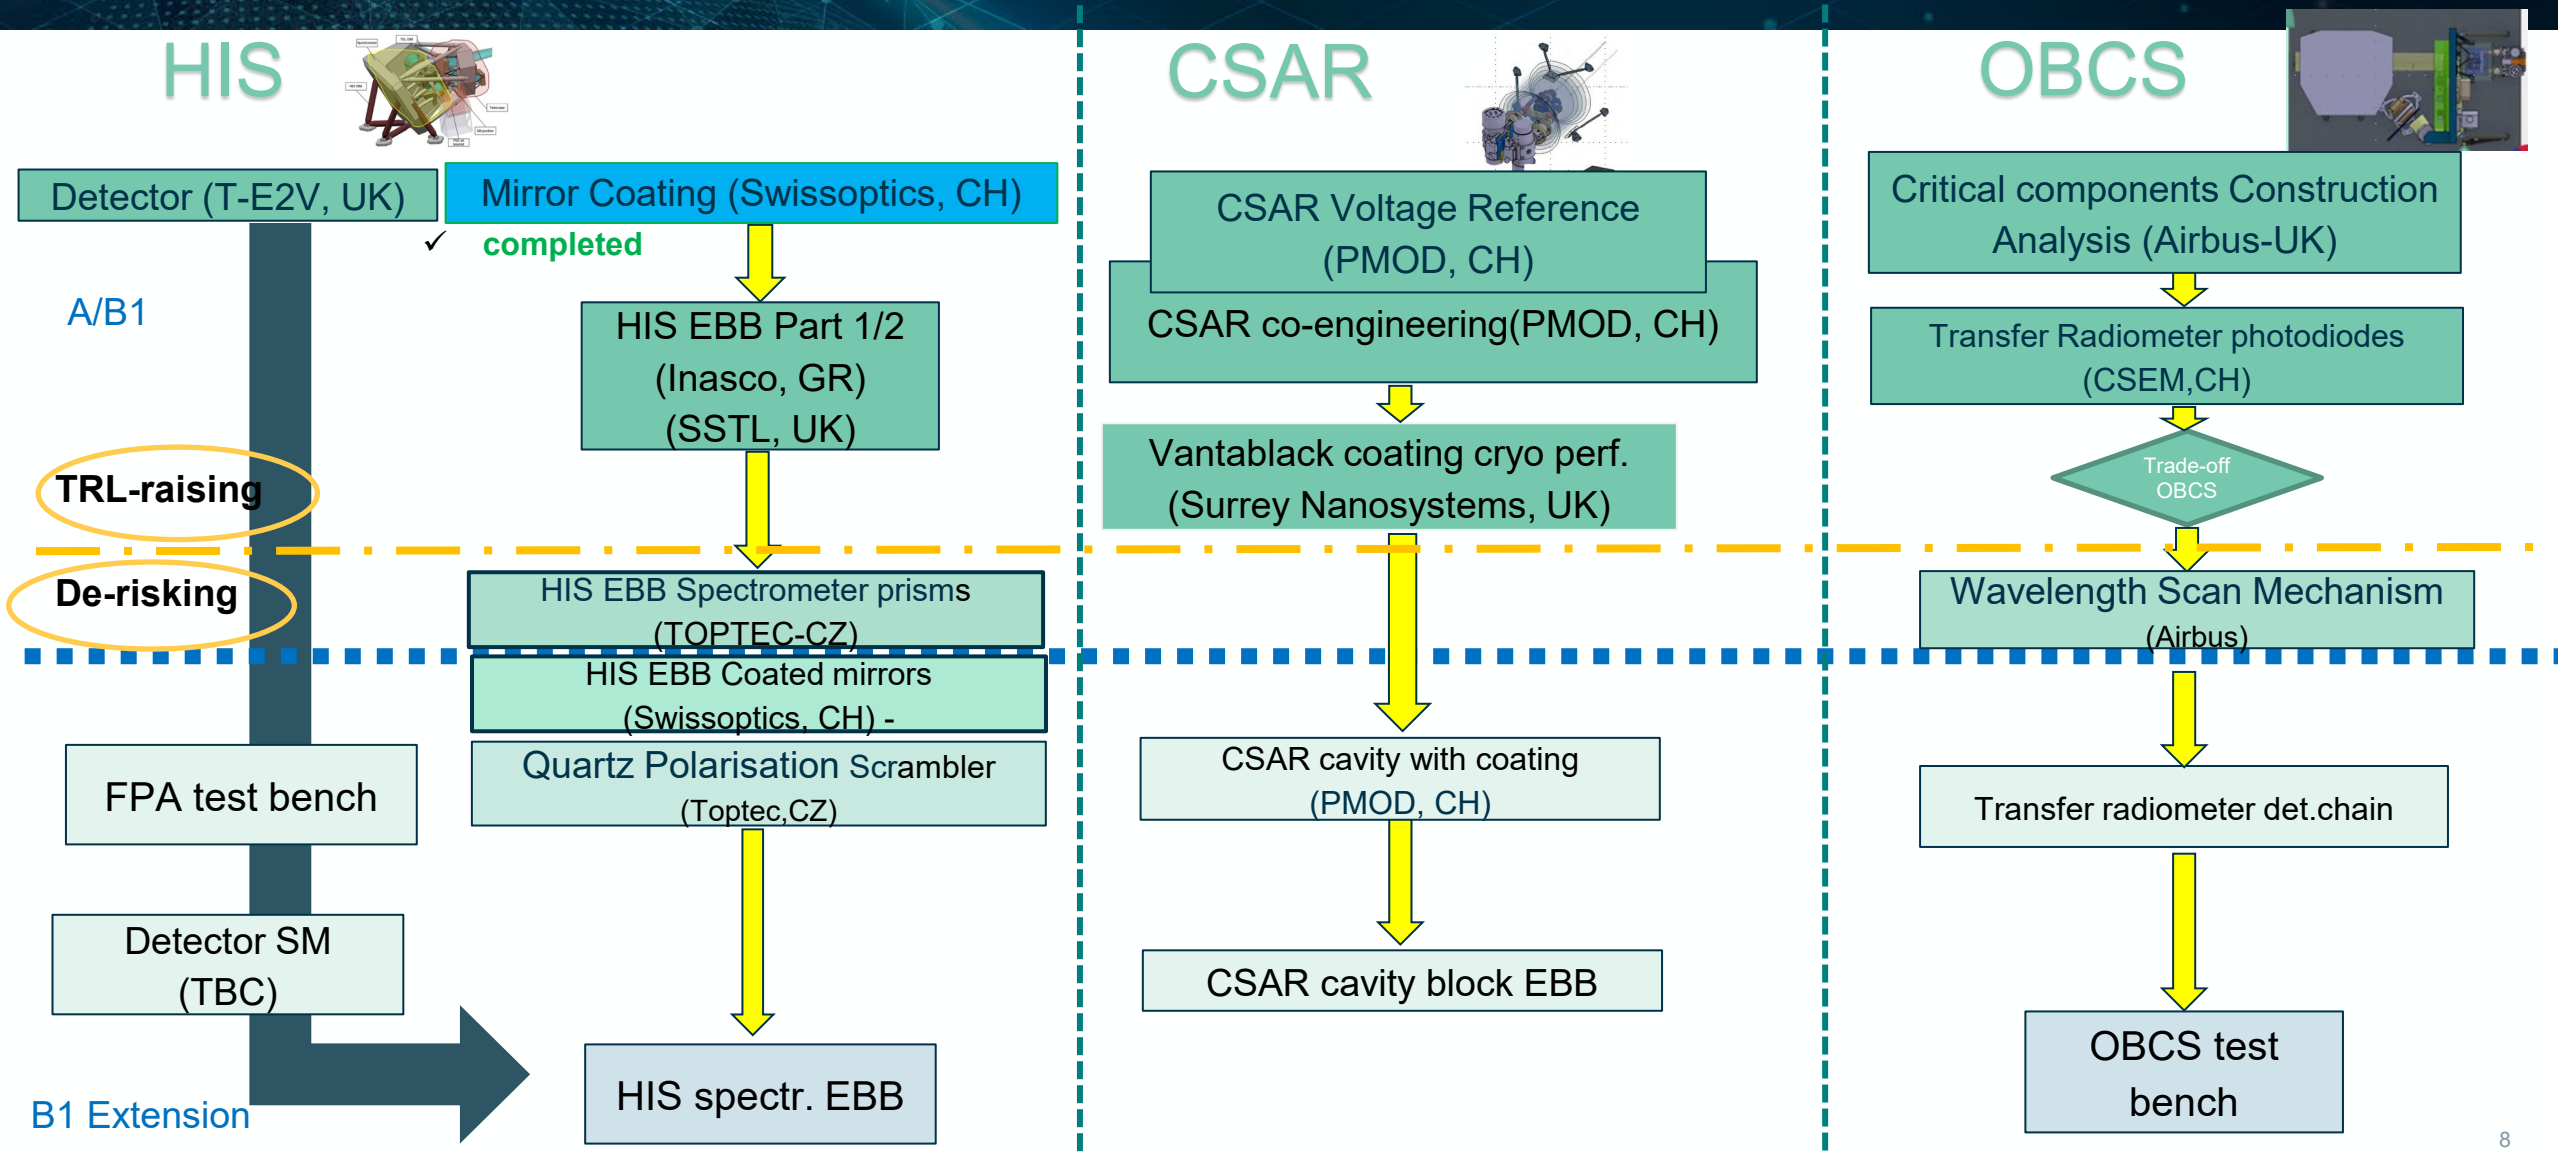 HIS
CSAR
OBCS
Detector (T-E2V, UK)
Mirror Coating (Swissoptics, CH)
✓ completed
A/B1
HIS EBB Part 1/2
(Inasco, GR)
(SSTL, UK)
TRL-raising
De-risking
HIS EBB Spectrometer prisms
(TOPTEC-CZ)
HIS EBB Coated mirrors
(Swissoptics, CH) -
Quartz Polarisation Scrambler
(Toptec,CZ)
FPA test bench
Detector SM
(TBC)
B1 Extension
HIS spectr. EBB
CSAR Voltage Reference
(PMOD, CH)
CSAR co-engineering(PMOD, CH)
Vantablack coating cryo perf.
(Surrey Nanosystems, UK)
CSAR cavity with coating
(PMOD, CH)
CSAR cavity block EBB
Critical components Construction
Analysis (Airbus-UK)
Transfer Radiometer photodiodes
(CSEM,CH)
Trade-off
OBCS
Wavelength Scan Mechanism
(Airbus)
Transfer radiometer det.chain
OBCS test
bench
8